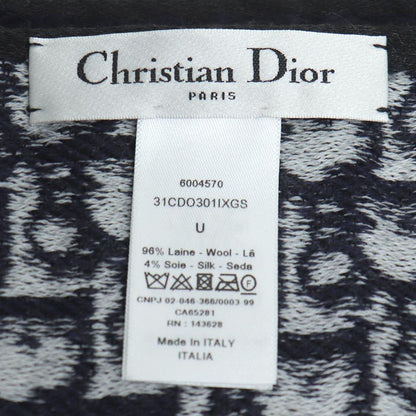 Christian Dior
PARIS
6004570
31CDO301IXGS
U
96% Laine - Wool - Lã
4% Soie - Silk - Seda
CNPJ 02-046-366/0003-99
CA65281
RN : 143628
Made In ITALY
ITALIA